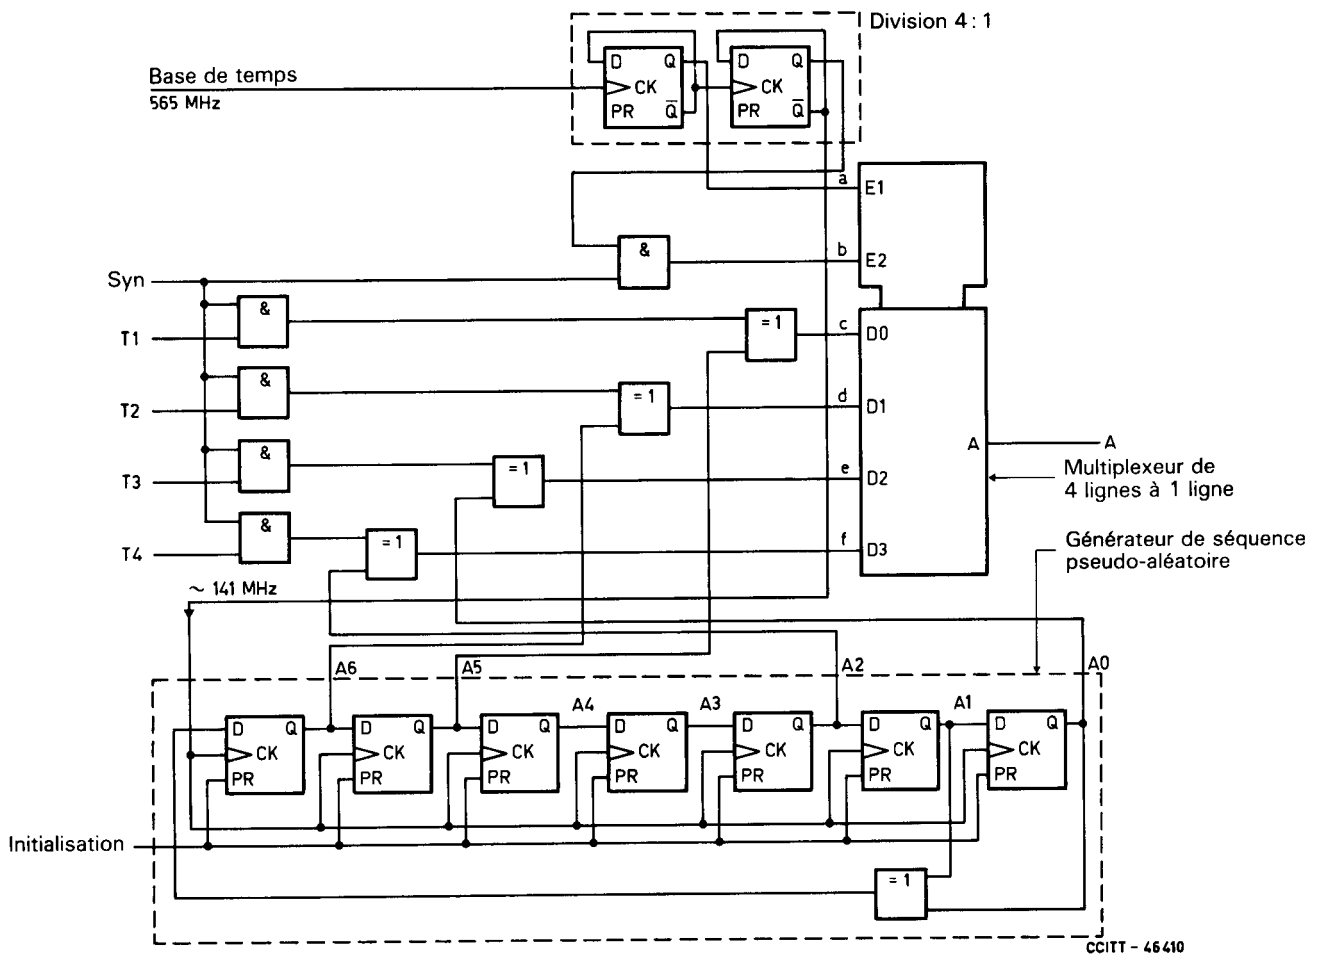 Division 4 : 1
Base de temps
565 MHz
D Q
CK
PR Q̅
D Q
CK
PR Q̅
a
E1
&
b
E2
Syn
&
T1
= 1
c
D0
&
T2
= 1
d
D1
A
A
&
T3
= 1
e
D2
Multiplexeur de
4 lignes à 1 ligne
&
T4
= 1
f
D3
Générateur de séquence
pseudo-aléatoire
~ 141 MHz
A6
A5
A2
A0
A4
A3
A1
D Q
CK
PR
D Q
CK
PR
D Q
CK
PR
D Q
CK
PR
D Q
CK
PR
D Q
CK
PR
D Q
CK
PR
Initialisation
= 1
CCITT – 46410